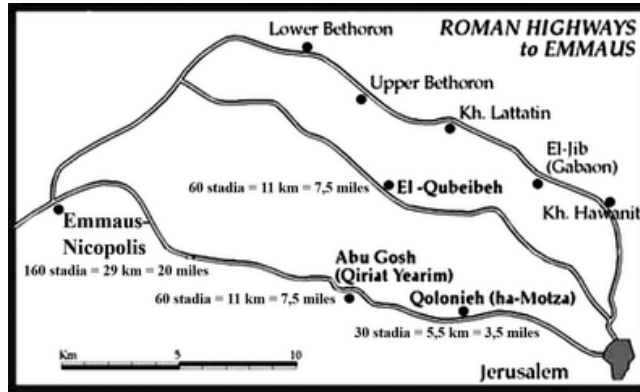 ROMAN HIGHWAYS
to EMMAUS
Lower Bethoron
Upper Bethoron
Kh. Lattatin
El-Jib
(Gabaon)
Kh. Hawanit
60 stadia = 11 km = 7,5 miles
El -Qubeibeh
Emmaus-
Nicopolis
160 stadia = 29 km = 20 miles
Abu Gosh
(Qiriat Yearim)
60 stadia = 11 km = 7,5 miles
Qolonieh (ha-Motza)
30 stadia = 5,5 km = 3,5 miles
Km 5 10
Jerusalem